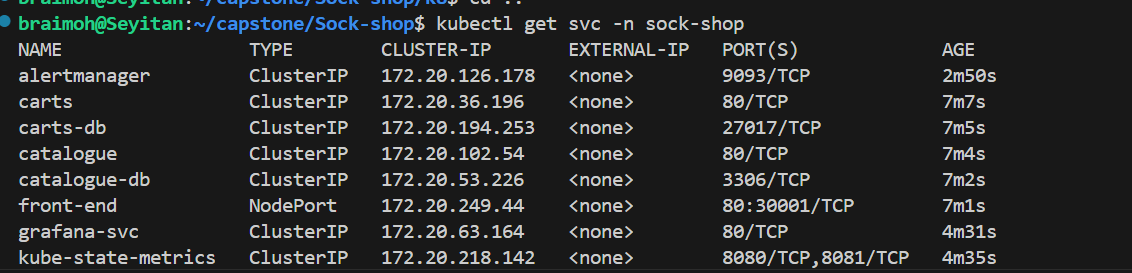 braimoh@Seyitan:~/capstone/Sock-shop/k8$ cd ..
braimoh@Seyitan:~/capstone/Sock-shop$ kubectl get svc -n sock-shop
NAME TYPE CLUSTER-IP EXTERNAL-IP PORT(S) AGE
alertmanager ClusterIP 172.20.126.178 <none> 9093/TCP 2m50s
carts ClusterIP 172.20.36.196 <none> 80/TCP 7m7s
carts-db ClusterIP 172.20.194.253 <none> 27017/TCP 7m5s
catalogue ClusterIP 172.20.102.54 <none> 80/TCP 7m4s
catalogue-db ClusterIP 172.20.53.226 <none> 3306/TCP 7m2s
front-end NodePort 172.20.249.44 <none> 80:30001/TCP 7m1s
grafana-svc ClusterIP 172.20.63.164 <none> 80/TCP 4m31s
kube-state-metrics ClusterIP 172.20.218.142 <none> 8080/TCP,8081/TCP 4m35s